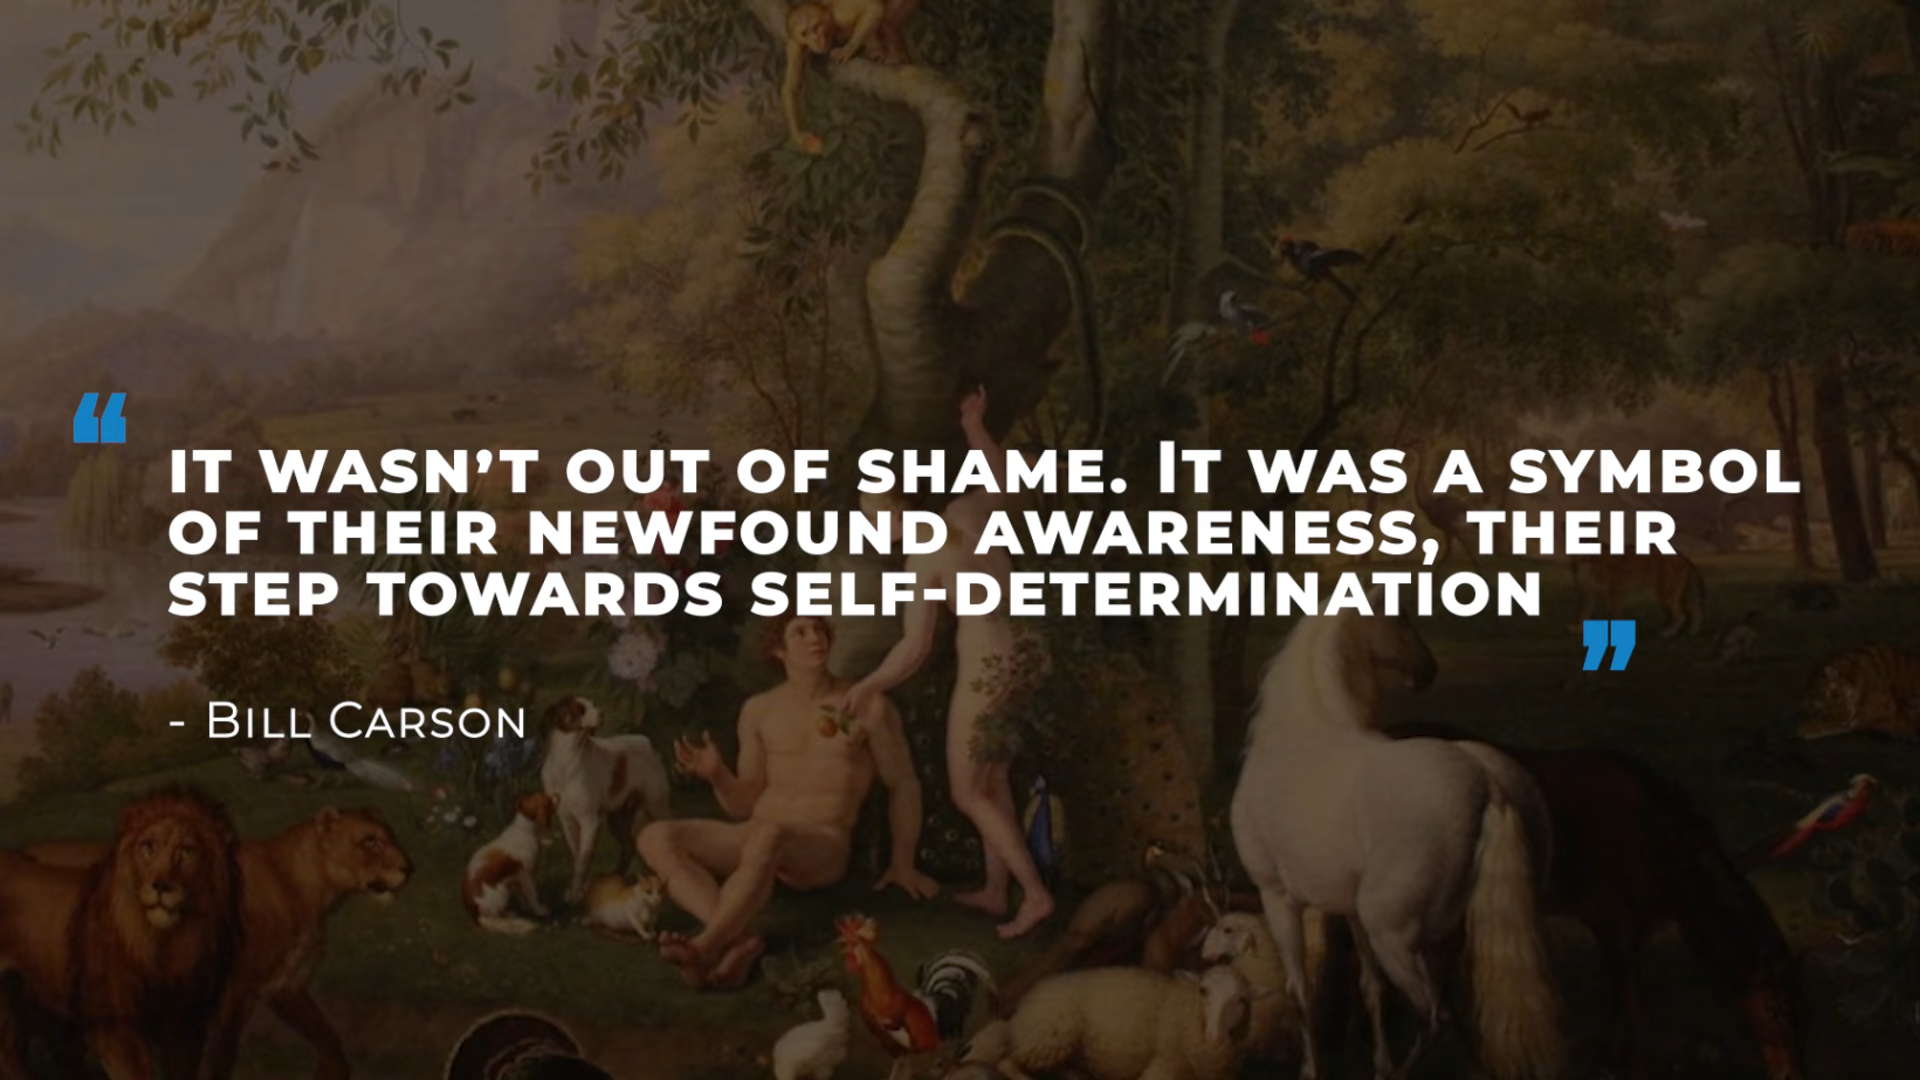 “
IT WASN’T OUT OF SHAME. IT WAS A SYMBOL
OF THEIR NEWFOUND AWARENESS, THEIR
STEP TOWARDS SELF-DETERMINATION
”
- BILL CARSON